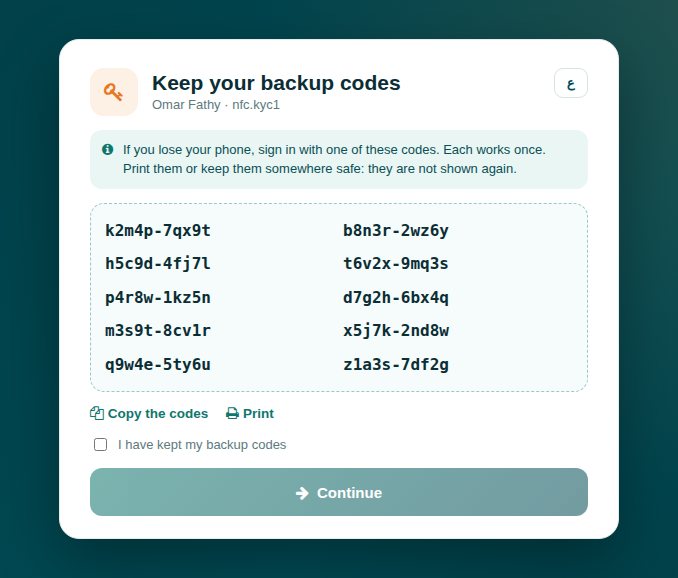 Keep your backup codes
Omar Fathy · nfc.kyc1
ع
If you lose your phone, sign in with one of these codes. Each works once.
Print them or keep them somewhere safe: they are not shown again.
k2m4p-7qx9t b8n3r-2wz6y
h5c9d-4fj7l t6v2x-9mq3s
p4r8w-1kz5n d7g2h-6bx4q
m3s9t-8cv1r x5j7k-2nd8w
q9w4e-5ty6u z1a3s-7df2g
Copy the codes Print
I have kept my backup codes
Continue